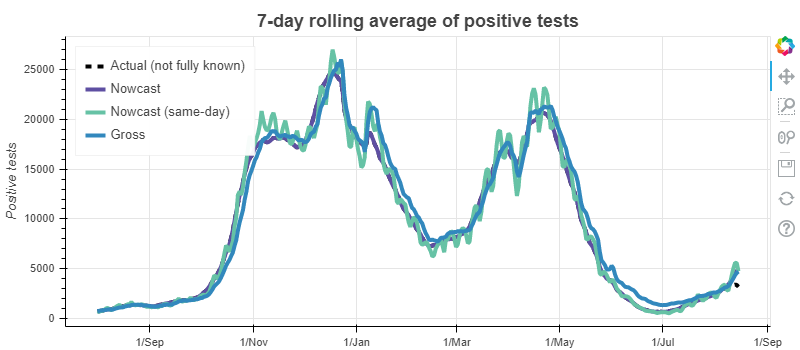 7-day rolling average of positive tests
Actual (not fully known)
Nowcast
Nowcast (same-day)
Gross
Positive tests
25000
20000
15000
10000
5000
0
1/Sep
1/Nov
1/Jan
1/Mar
1/May
1/Jul
1/Sep